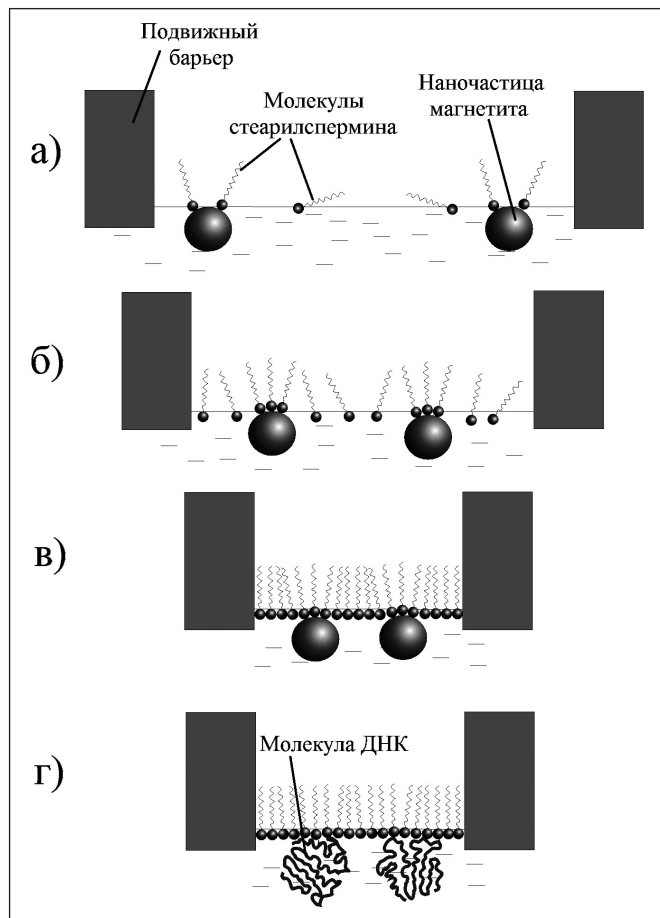 Подвижный
барьер
Молекулы
стеарилспермина
Наночастица
магнетита
а)
б)
в)
Молекула ДНК
г)